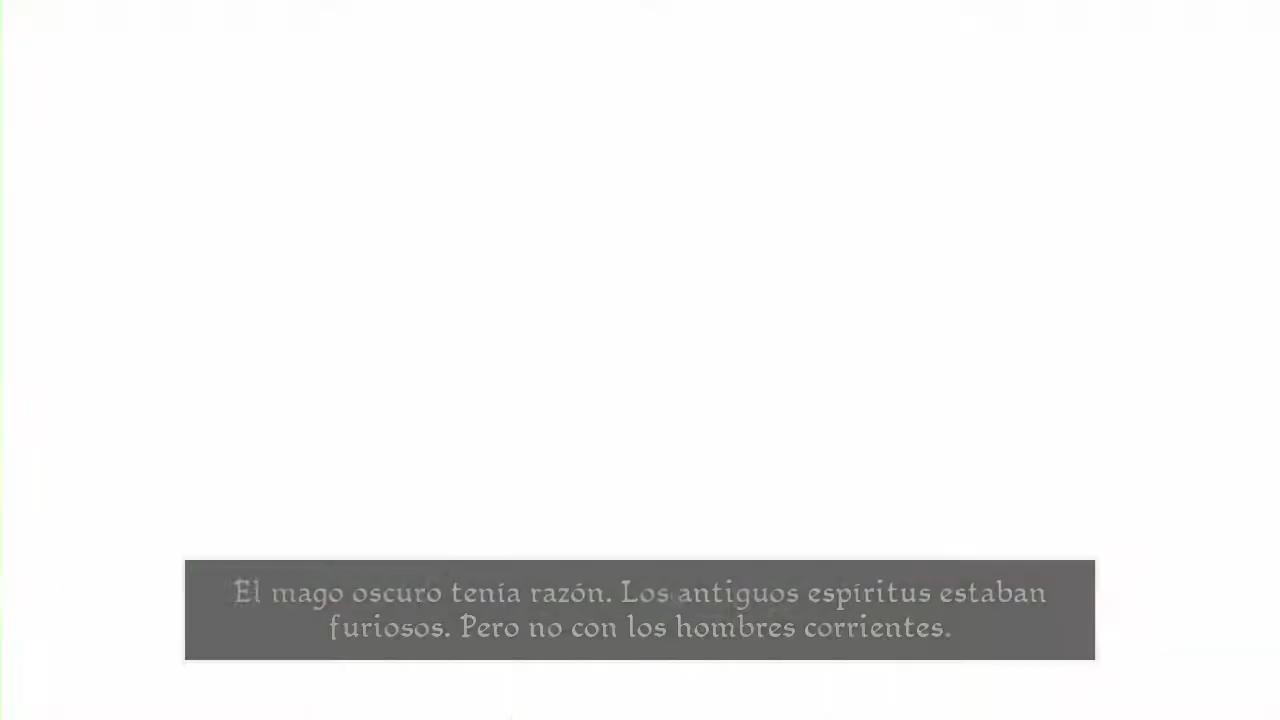 El mago oscuro tenía razón. Los antiguos espíritus estaban
furiosos. Pero no con los hombres corrientes.